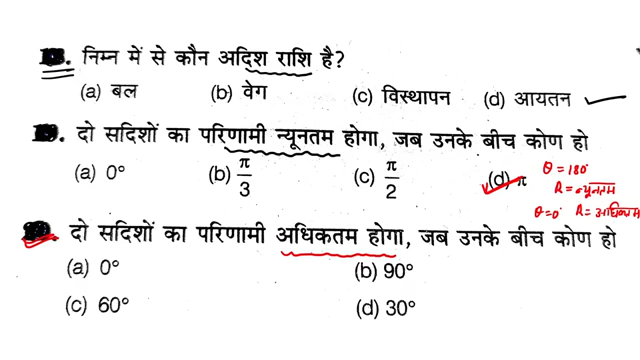 निम्न में से कौन अदिश राशि है?
(a) बल (b) वेग (c) विस्थापन (d) आयतन
दो सदिशों का परिणामी न्यूनतम होगा, जब उनके बीच कोण हो
(a) 0° (b) π/3 (c) π/2 (d) π
θ = 180°
R = न्यूनतम
θ = 0° R = अधिकतम
दो सदिशों का परिणामी अधिकतम होगा, जब उनके बीच कोण हो
(a) 0° (b) 90°
(c) 60° (d) 30°